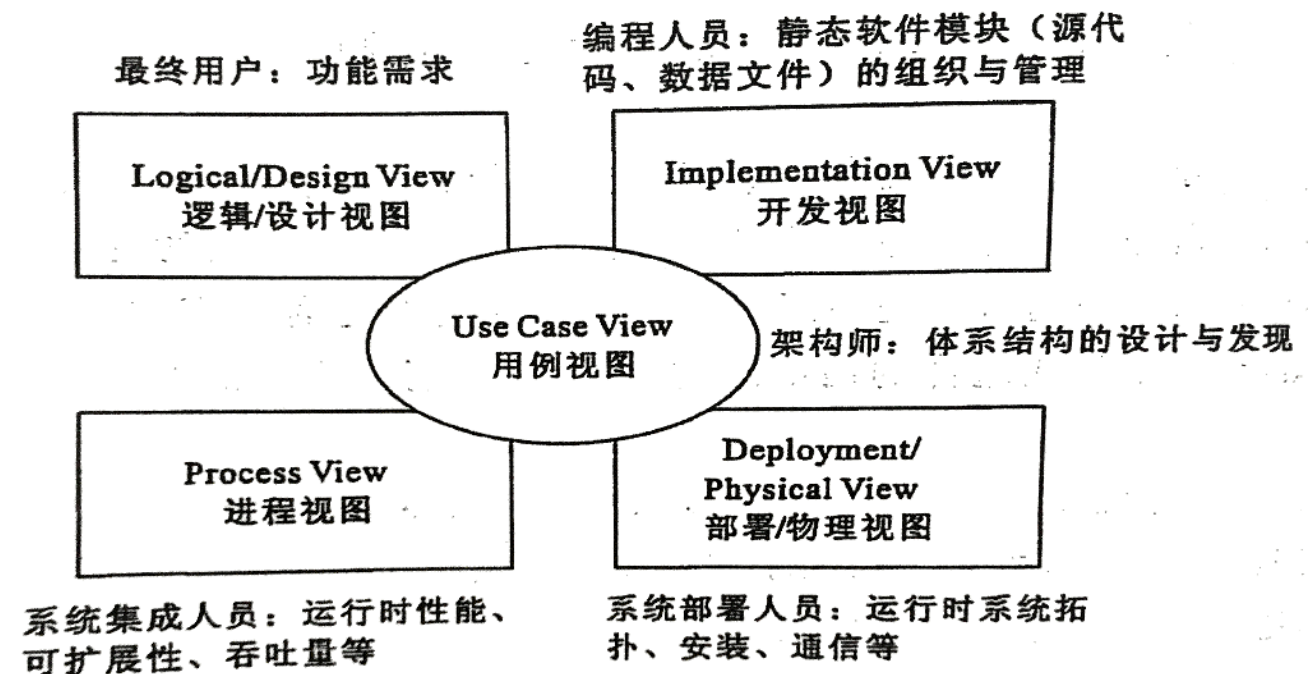 最终用户：功能需求
编程人员：静态软件模块（源代
码、数据文件）的组织与管理
Logical/Design View
逻辑/设计视图
Implementation View
开发视图
Use Case View
用例视图
架构师：体系结构的设计与发现
Process View
进程视图
Deployment/
Physical View
部署/物理视图
系统集成人员：运行时性能、
可扩展性、吞吐量等
系统部署人员：运行时系统拓
扑、安装、通信等